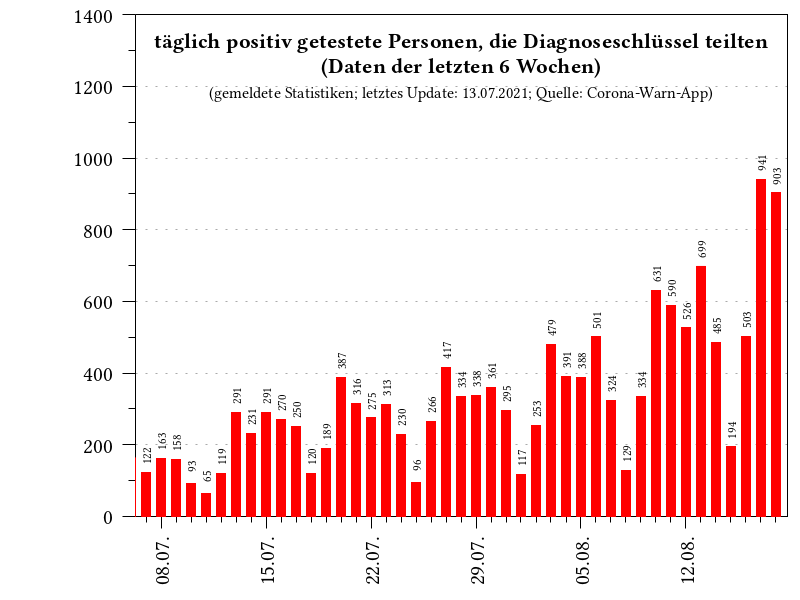 täglich positiv getestete Personen, die Diagnoseschlüssel teilten
(Daten der letzten 6 Wochen)
(gemeldete Statistiken; letztes Update: 13.07.2021; Quelle: Corona-Warn-App)
1400
1200
1000
800
600
400
200
0
122 163 158 93 65 119 291 231 291 270 250 120 189 387 316 275 313 230 96 266 417 334 338 361 295 117 253 479 391 388 501 324 129 334 631 590 526 699 485 194 503 941 903
08.07. 15.07. 22.07. 29.07. 05.08. 12.08.